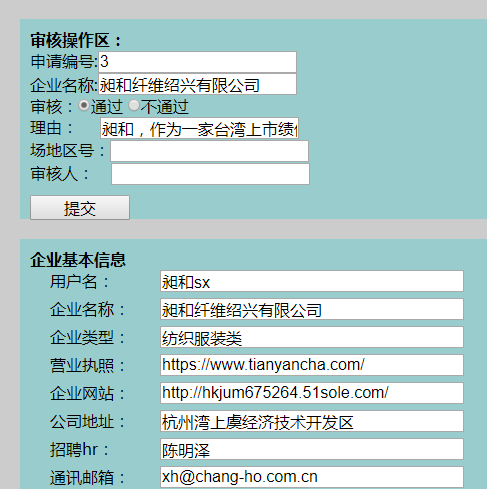 审核操作区：
申请编号:3
企业名称:昶和纤维绍兴有限公司
审核：通过 不通过
理由： 昶和，作为一家台湾上市绩
场地区号：
审核人：
提交
企业基本信息
用户名： 昶和sx
企业名称： 昶和纤维绍兴有限公司
企业类型： 纺织服装类
营业执照： https://www.tianyancha.com/
企业网站： http://hkjum675264.51sole.com/
公司地址： 杭州湾上虞经济技术开发区
招聘hr： 陈明泽
通讯邮箱： xh@chang-ho.com.cn